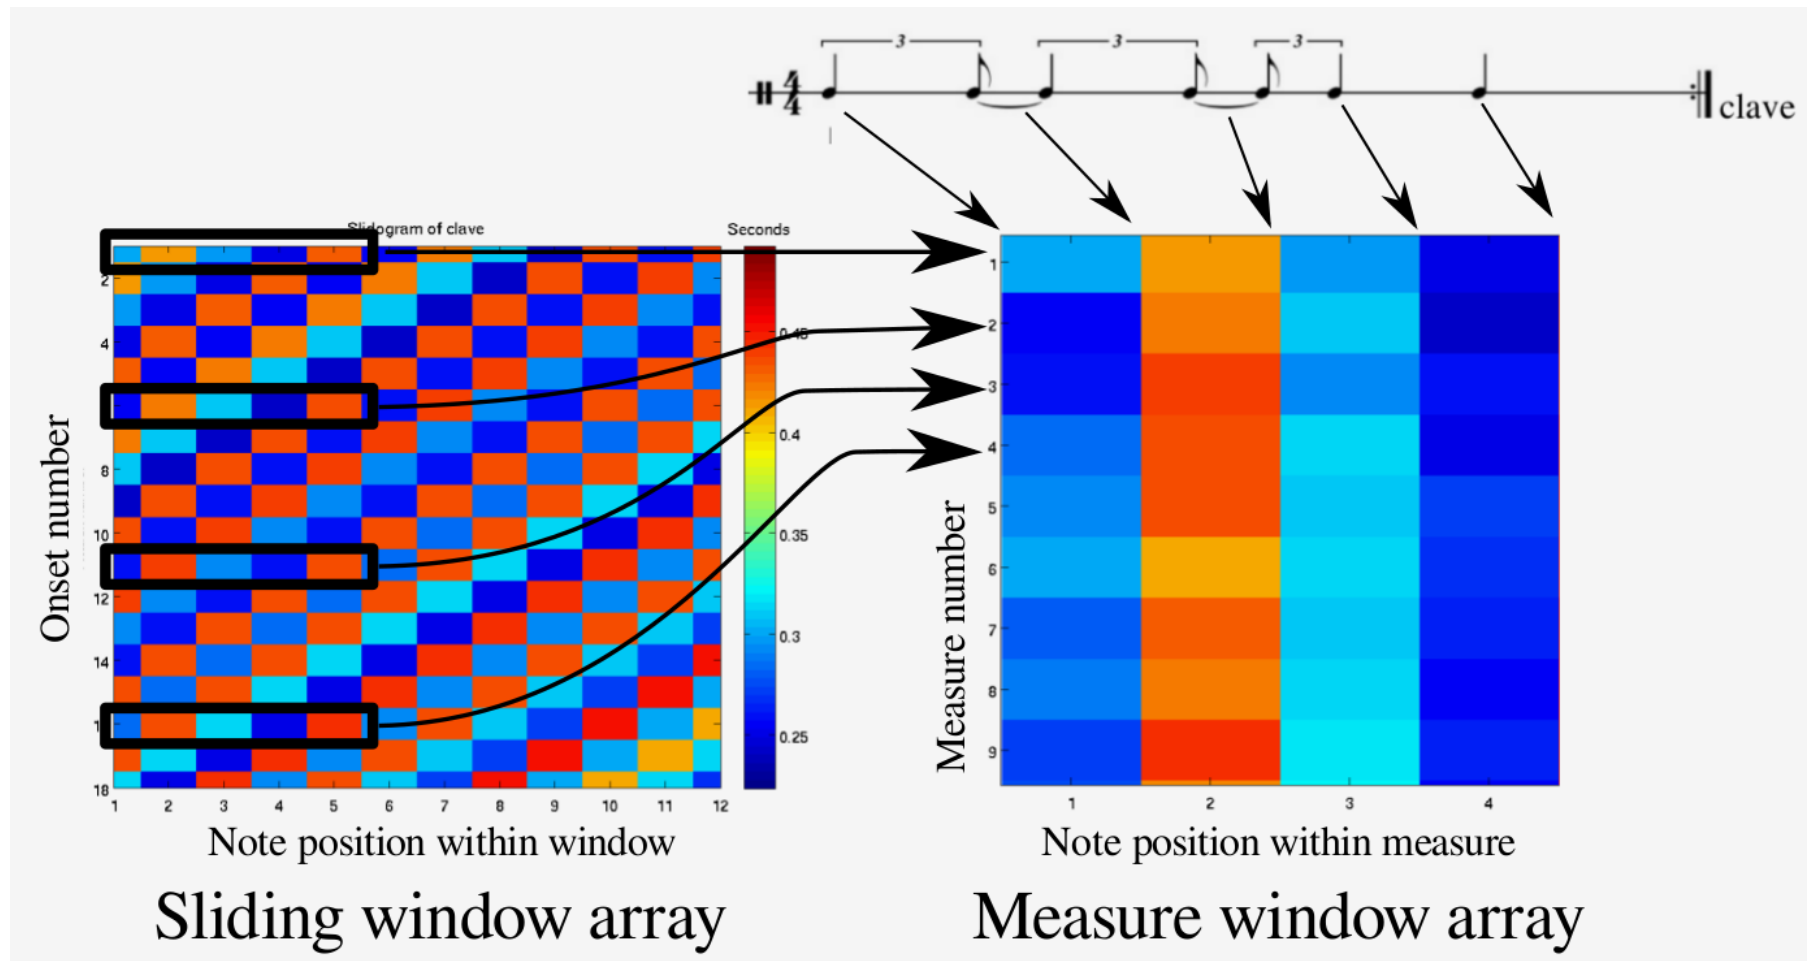 3 3 3
4
4
clave
Slidogram of clave
Seconds
2
4
8
10
12
14
18
1 2 3 4 5 6 7 8 9 10 11 12
0.45
0.4
0.35
0.3
0.25
Onset number
Note position within window
Sliding window array
1
2
3
4
5
6
7
8
9
1 2 3 4
Measure number
Note position within measure
Measure window array